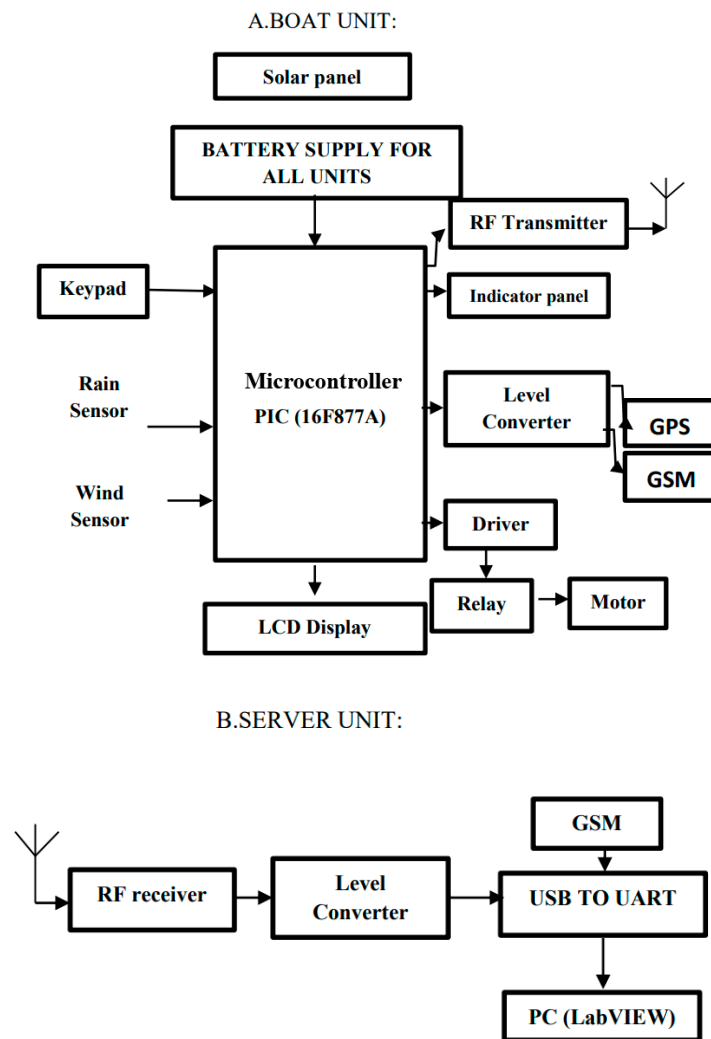 A.BOAT UNIT:
Solar panel
BATTERY SUPPLY FOR
ALL UNITS
RF Transmitter
Keypad
Indicator panel
Microcontroller
PIC (16F877A)
Rain
Sensor
Level
Converter
GPS
GSM
Wind
Sensor
Driver
Relay
Motor
LCD Display
B.SERVER UNIT:
GSM
RF receiver
Level
Converter
USB TO UART
PC (LabVIEW)